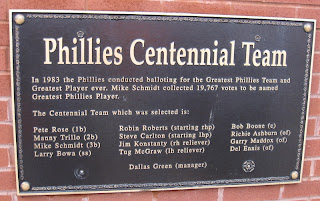 Phillies Centennial Team
In 1983 the Phillies conducted balloting for the Greatest Phillies Team and
Greatest Player ever. Mike Schmidt collected 19,767 votes to be named
Greatest Phillies Player.
The Centennial Team which was selected is:
Pete Rose (1b) Robin Roberts (starting rhp) Bob Boone (c)
Manny Trillo (2b) Steve Carlton (starting lhp) Richie Ashburn (of)
Mike Schmidt (3b) Jim Konstanty (rh reliever) Garry Maddox (of)
Larry Bowa (ss) Tug McGraw (lh reliever) Del Ennis (of)
Dallas Green (manager)